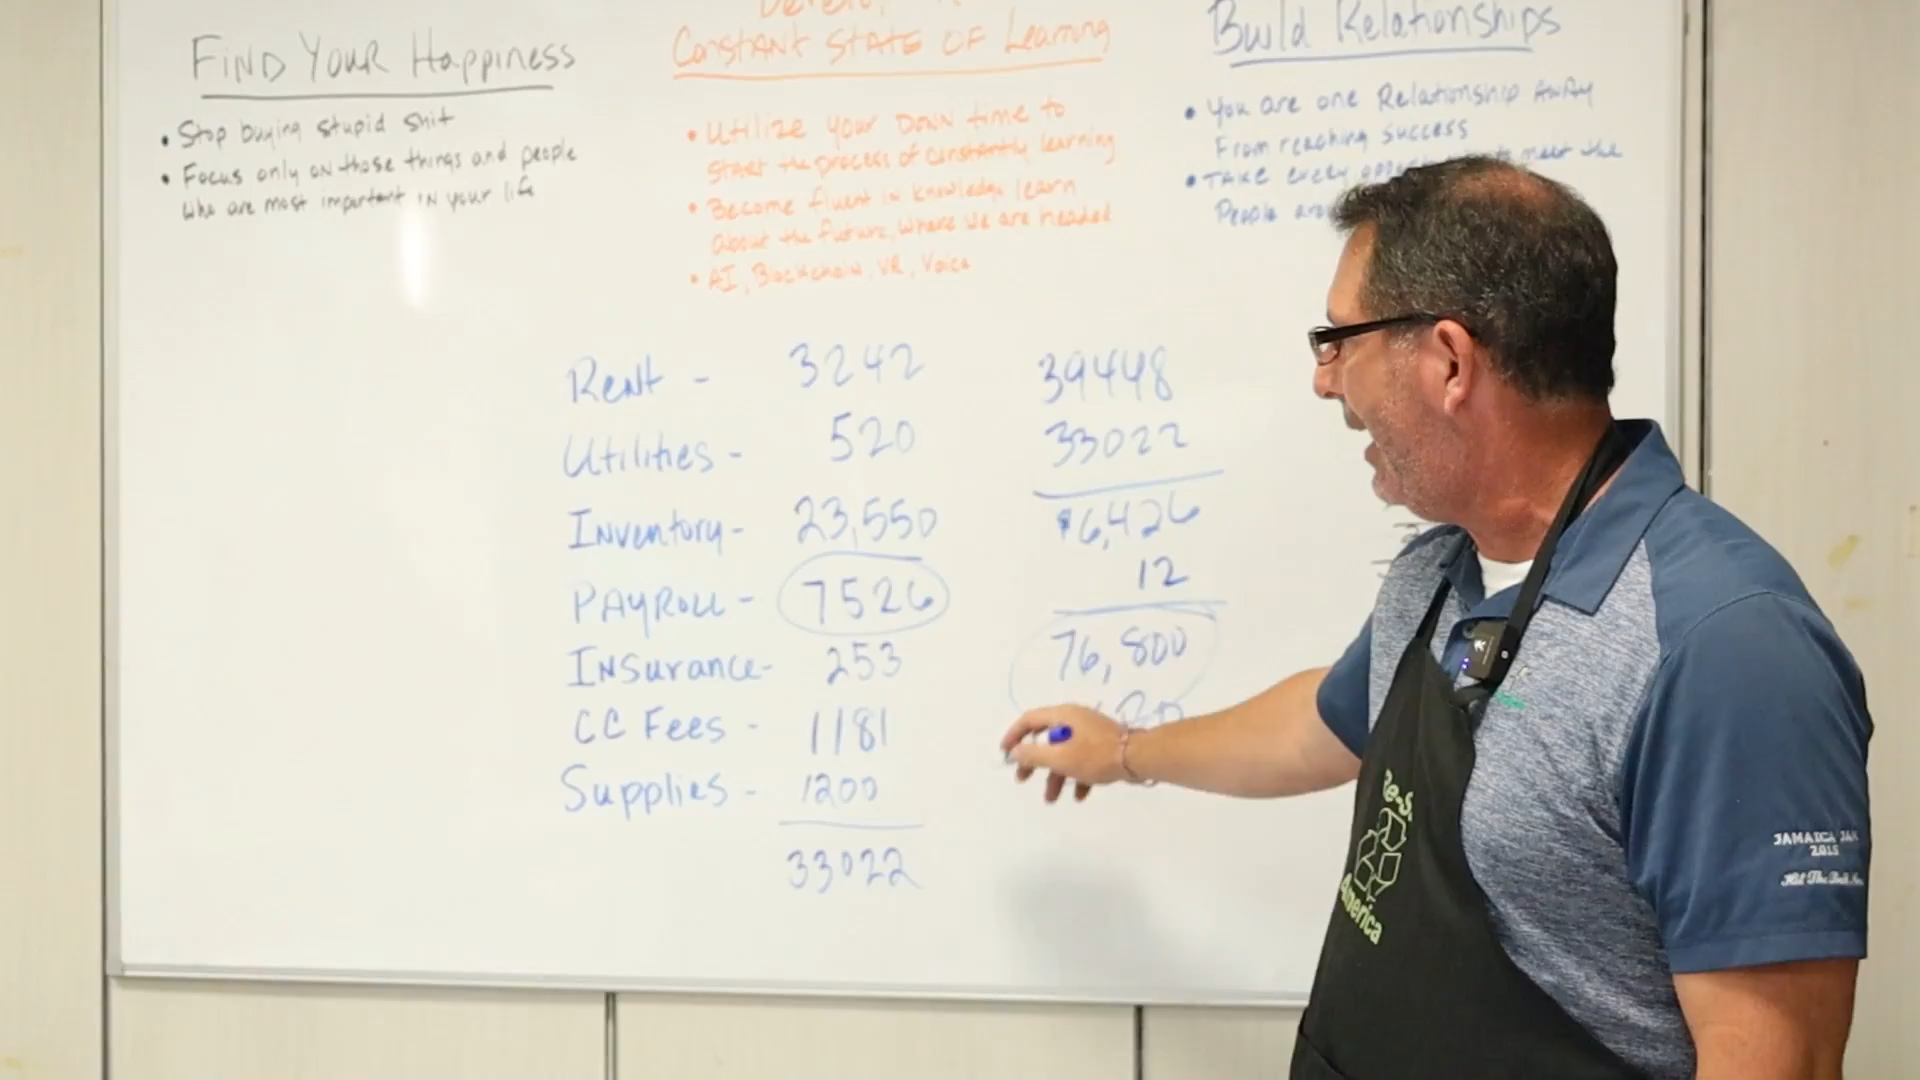 FIND YOUR Happiness
• Stop buying stupid shit
• Focus only on those things and people
who are most important in your life
Constant State of Learning
• Utilize your Down time to
start the process of constantly learning
• Become fluent in knowledge learn
about the future, where we are headed
• AI, Blockchain, VR, Voice
Build Relationships
• You are one Relationship Away
From reaching success
• TAKE every meet the
People
Rent - 3242
Utilities - 520
Inventory - 23,550
PAYROLL - 7526
Insurance - 253
CC Fees - 1181
Supplies - 1200
33022
39448
33022
$6,426
12
76,800
America
JAMAICA
2015